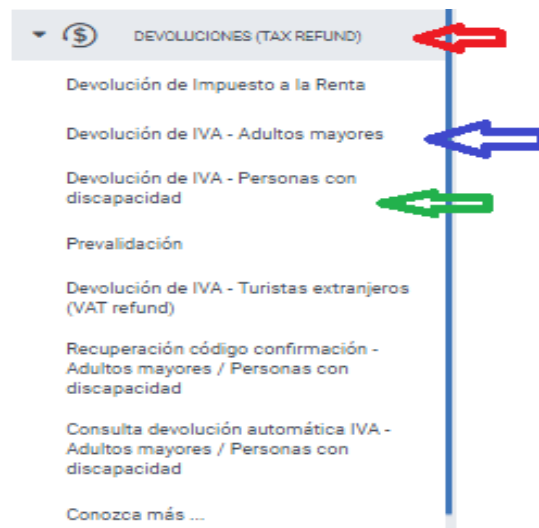 DEVOLUCIONES (TAX REFUND)
Devolución de Impuesto a la Renta
Devolución de IVA - Adultos mayores
Devolución de IVA - Personas con
discapacidad
Prevalidación
Devolución de IVA - Turistas extranjeros
(VAT refund)
Recuperación código confirmación -
Adultos mayores / Personas con
discapacidad
Consulta devolución automática IVA -
Adultos mayores / Personas con
discapacidad
Conozca más ...